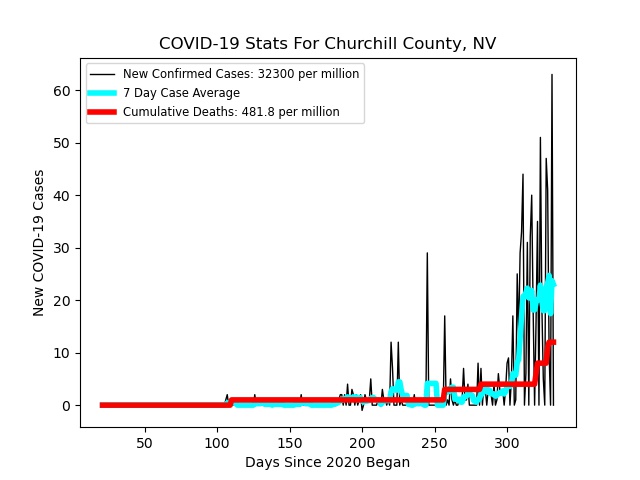 COVID-19 Stats For Churchill County, NV
New Confirmed Cases: 32300 per million
7 Day Case Average
Cumulative Deaths: 481.8 per million
New COVID-19 Cases
60
50
40
30
20
10
0
50 100 150 200 250 300
Days Since 2020 Began